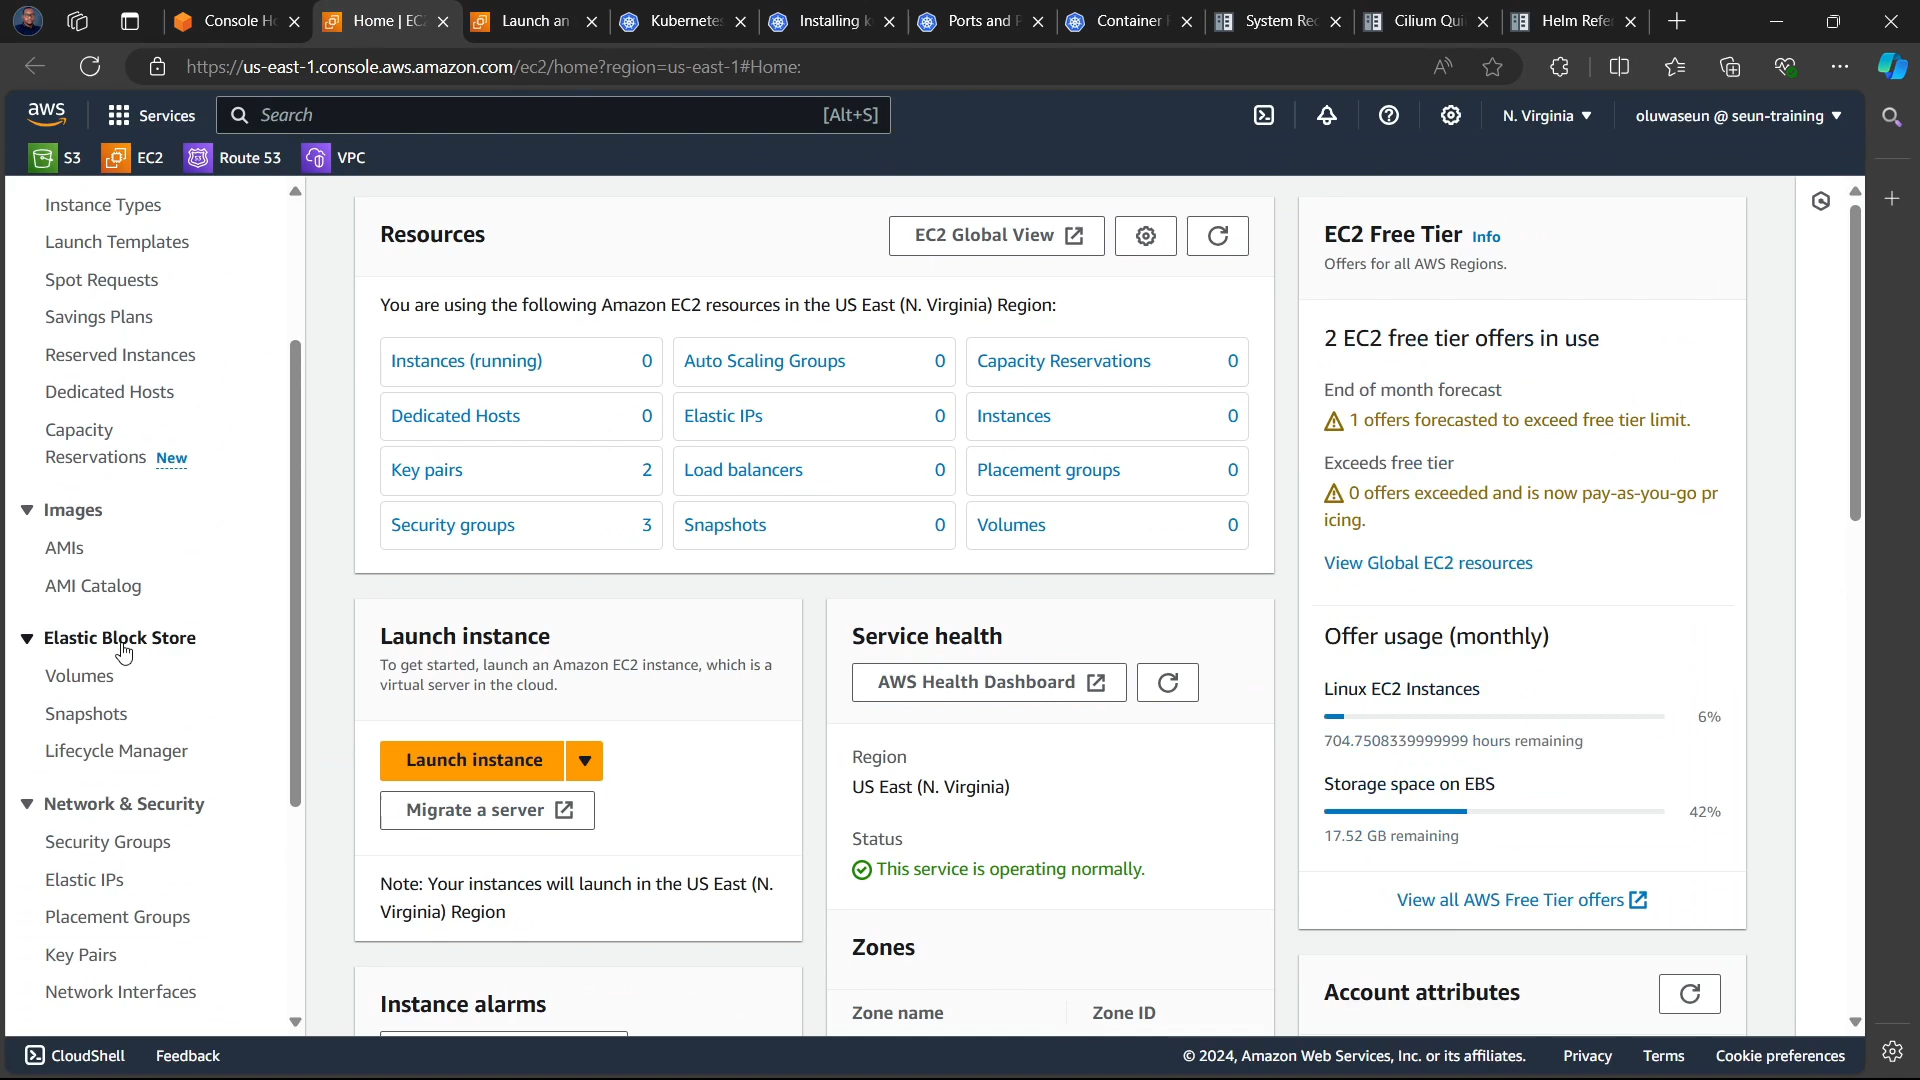 Console H
Home | EC
Launch an
Kubernete
Installing k
Ports and P
Container
System Rec
Cilium Qui
Helm Refe
https://us-east-1.console.aws.amazon.com/ec2/home?region=us-east-1#Home:
aws
Services
Search
[Alt+S]
N. Virginia
oluwaseun @ seun-training
S3
EC2
Route 53
VPC
Instance Types
Launch Templates
Spot Requests
Savings Plans
Reserved Instances
Dedicated Hosts
Capacity
Reservations New
Images
AMIs
AMI Catalog
Elastic Block Store
Volumes
Snapshots
Lifecycle Manager
Network & Security
Security Groups
Elastic IPs
Placement Groups
Key Pairs
Network Interfaces
Resources
EC2 Global View
You are using the following Amazon EC2 resources in the US East (N. Virginia) Region:
Instances (running) 0
Auto Scaling Groups 0
Capacity Reservations 0
Dedicated Hosts 0
Elastic IPs 0
Instances 0
Key pairs 2
Load balancers 0
Placement groups 0
Security groups 3
Snapshots 0
Volumes 0
Launch instance
To get started, launch an Amazon EC2 instance, which is a
virtual server in the cloud.
Launch instance
Migrate a server
Note: Your instances will launch in the US East (N.
Virginia) Region
Instance alarms
Service health
AWS Health Dashboard
Region
US East (N. Virginia)
Status
This service is operating normally.
Zones
Zone name
Zone ID
EC2 Free Tier Info
Offers for all AWS Regions.
2 EC2 free tier offers in use
End of month forecast
1 offers forecasted to exceed free tier limit.
Exceeds free tier
0 offers exceeded and is now pay-as-you-go pr
icing.
View Global EC2 resources
Offer usage (monthly)
Linux EC2 Instances
6%
704.7508339999999 hours remaining
Storage space on EBS
42%
17.52 GB remaining
View all AWS Free Tier offers
Account attributes
CloudShell
Feedback
© 2024, Amazon Web Services, Inc. or its affiliates.
Privacy
Terms
Cookie preferences